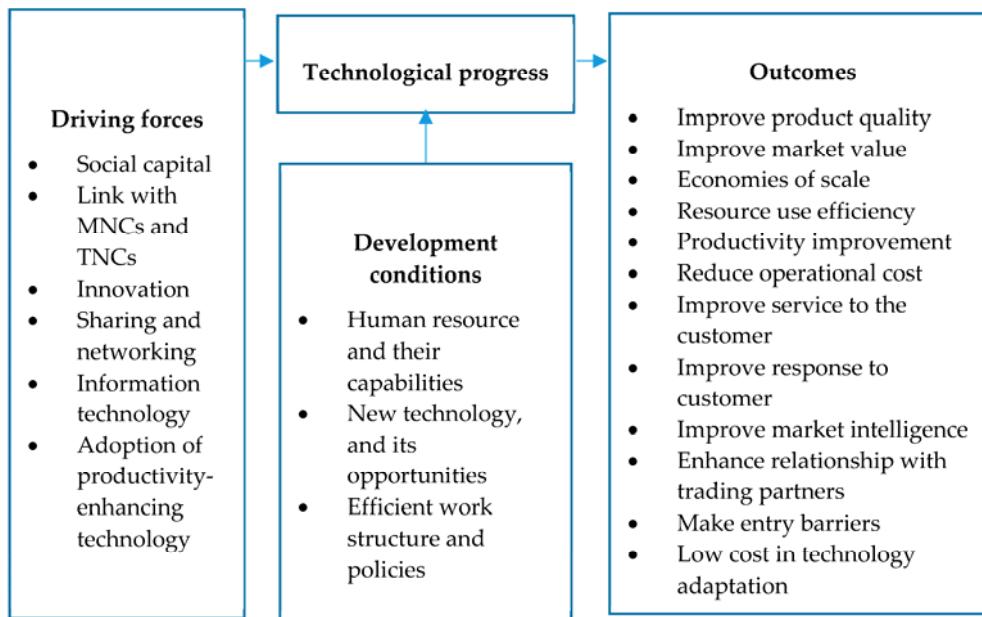 Driving forces
• Social capital
• Link with
MNCs and
TNCs
• Innovation
• Sharing and
networking
• Information
technology
• Adoption of
productivity-
enhancing
technology
Technological progress
Development
conditions
• Human resource
and their
capabilities
• New technology,
and its
opportunities
• Efficient work
structure and
policies
Outcomes
• Improve product quality
• Improve market value
• Economies of scale
• Resource use efficiency
• Productivity improvement
• Reduce operational cost
• Improve service to the
customer
• Improve response to
customer
• Improve market intelligence
• Enhance relationship with
trading partners
• Make entry barriers
• Low cost in technology
adaptation